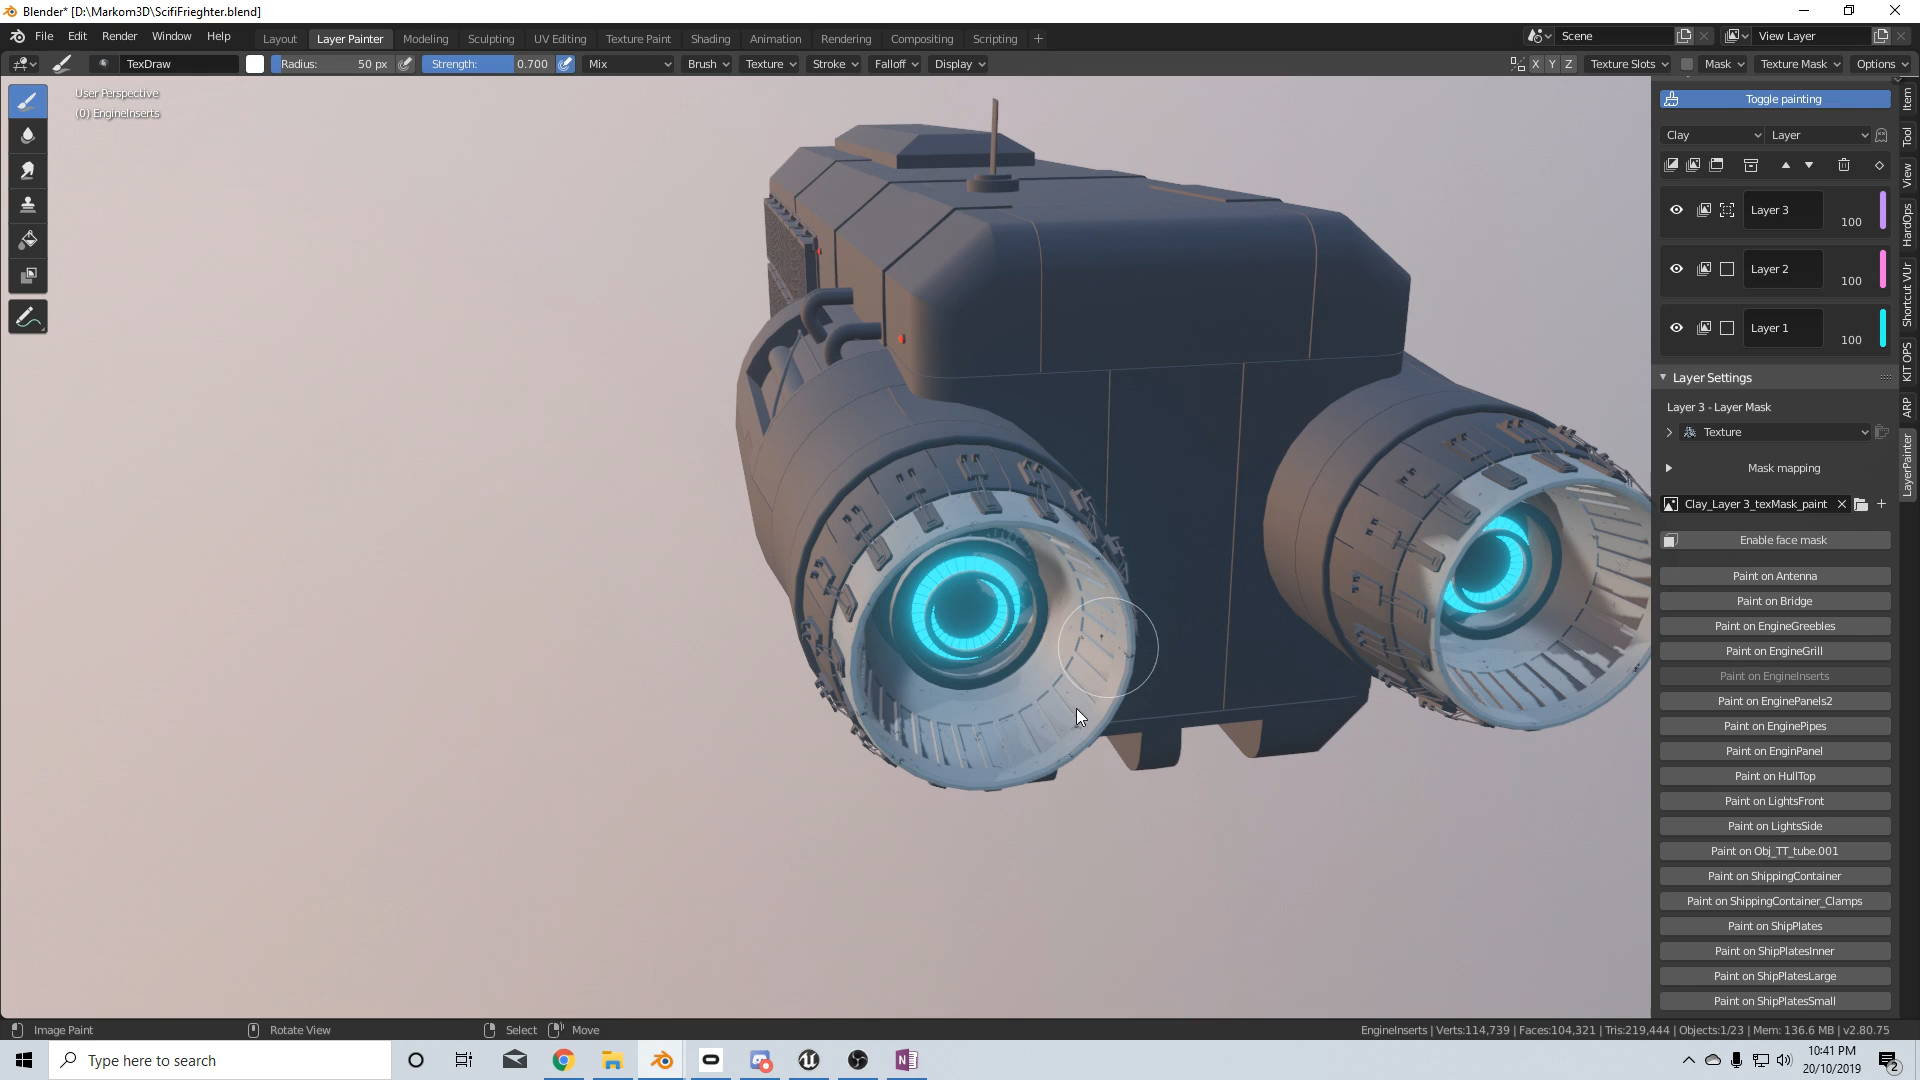 Blender* [D:\Markom3D\ScifiFrieghter.blend]
File Edit Render Window Help Layout Layer Painter Modeling Sculpting UV Editing Texture Paint Shading Animation Rendering Compositing Scripting + Scene View Layer
TexDraw Radius: 50 px Strength: 0.700 Mix Brush Texture Stroke Falloff Display X Y Z Texture Slots Mask Texture Mask Options
User Perspective
(0) EngineInserts
Toggle painting
Clay Layer
Layer 3 100
Layer 2 100
Layer 1 100
Layer Settings
Layer 3 - Layer Mask
Texture
Mask mapping
Clay_Layer 3_texMask_paint
Enable face mask
Paint on Antenna
Paint on Bridge
Paint on EngineGreebles
Paint on EngineGrill
Paint on EngineInserts
Paint on EnginePanels2
Paint on EnginePipes
Paint on EnginPanel
Paint on HullTop
Paint on LightsFront
Paint on LightsSide
Paint on Obj_TT_tube.001
Paint on ShippingContainer
Paint on ShippingContainer_Clamps
Paint on ShipPlates
Paint on ShipPlatesInner
Paint on ShipPlatesLarge
Paint on ShipPlatesSmall
Item
Tool
View
HardOps
Shortcut VUr
KIT OPS
ARP
LayerPainter
Image Paint Rotate View Select Move EngineInserts | Verts:114,739 | Faces:104,321 | Tris:219,444 | Objects:1/23 | Mem: 136.6 MB | v2.80.75
Type here to search
10:41 PM
20/10/2019
2